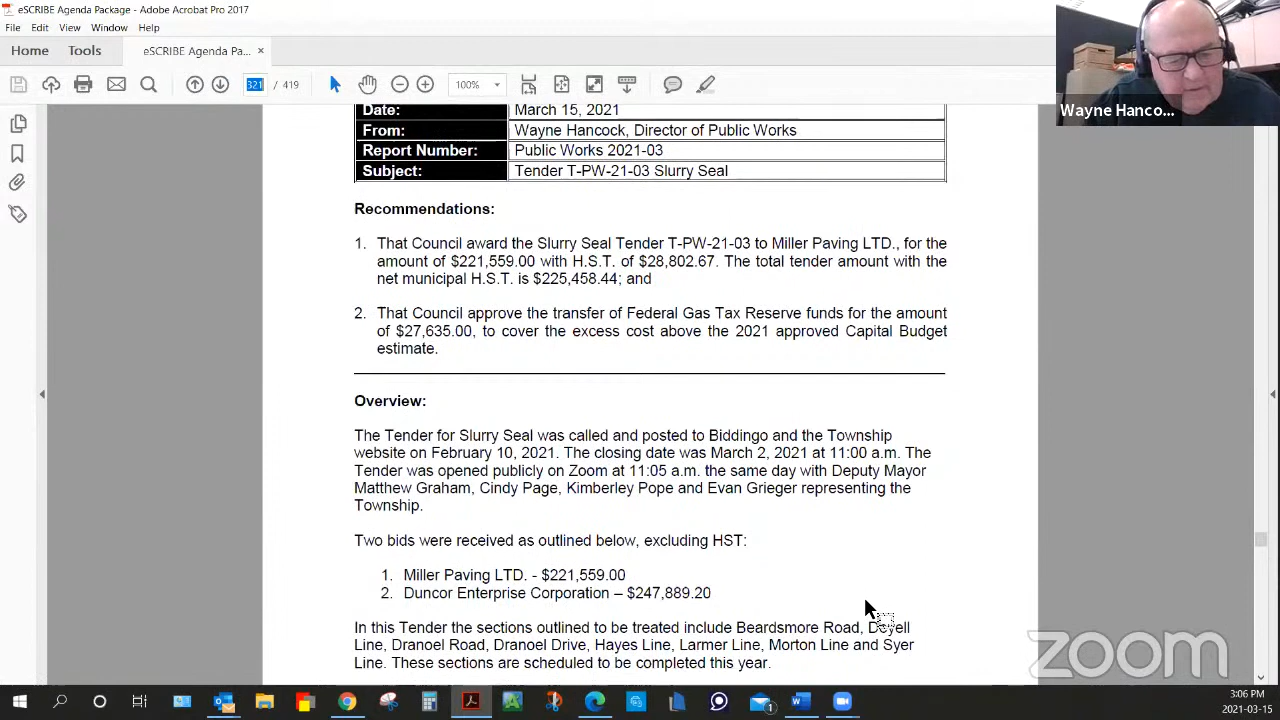 eSCRIBE Agenda Package - Adobe Acrobat Pro 2017
File Edit View Window Help
Home Tools eSCRIBE Agenda Pa... ×
321 / 419 100%
Wayne Hanco...
Date: March 15, 2021
From: Wayne Hancock, Director of Public Works
Report Number: Public Works 2021-03
Subject: Tender T-PW-21-03 Slurry Seal
Recommendations:
1. That Council award the Slurry Seal Tender T-PW-21-03 to Miller Paving LTD., for the
amount of $221,559.00 with H.S.T. of $28,802.67. The total tender amount with the
net municipal H.S.T. is $225,458.44; and
2. That Council approve the transfer of Federal Gas Tax Reserve funds for the amount
of $27,635.00, to cover the excess cost above the 2021 approved Capital Budget
estimate.
Overview:
The Tender for Slurry Seal was called and posted to Biddingo and the Township
website on February 10, 2021. The closing date was March 2, 2021 at 11:00 a.m. The
Tender was opened publicly on Zoom at 11:05 a.m. the same day with Deputy Mayor
Matthew Graham, Cindy Page, Kimberley Pope and Evan Grieger representing the
Township.
Two bids were received as outlined below, excluding HST:
1. Miller Paving LTD. - $221,559.00
2. Duncor Enterprise Corporation – $247,889.20
In this Tender the sections outlined to be treated include Beardsmore Road, Deyell
Line, Dranoel Road, Dranoel Drive, Hayes Line, Larmer Line, Morton Line and Syer
Line. These sections are scheduled to be completed this year.
zoom
3:06 PM
2021-03-15